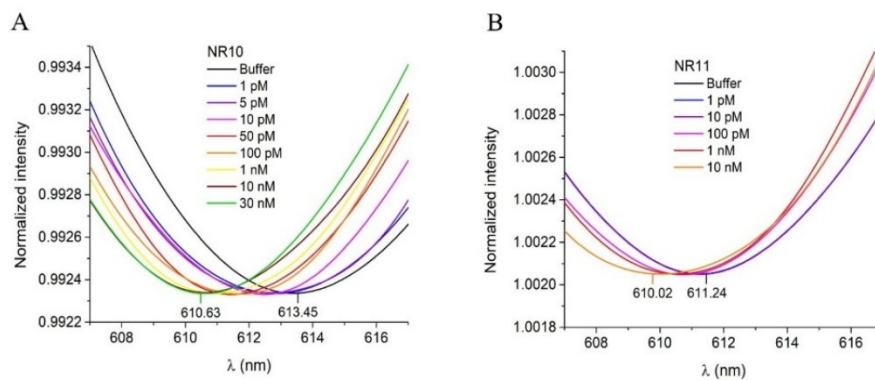 A
NR10
Buffer
1 pM
5 pM
10 pM
50 pM
100 pM
1 nM
10 nM
30 nM
Normalized intensity
0.9934
0.9932
0.9930
0.9928
0.9926
0.9924
0.9922
610.63
613.45
608 610 612 614 616
λ (nm)
B
NR11
Buffer
1 pM
10 pM
100 pM
1 nM
10 nM
Normalized intensity
1.0030
1.0028
1.0026
1.0024
1.0022
1.0020
1.0018
610.02
611.24
608 610 612 614 616
λ (nm)